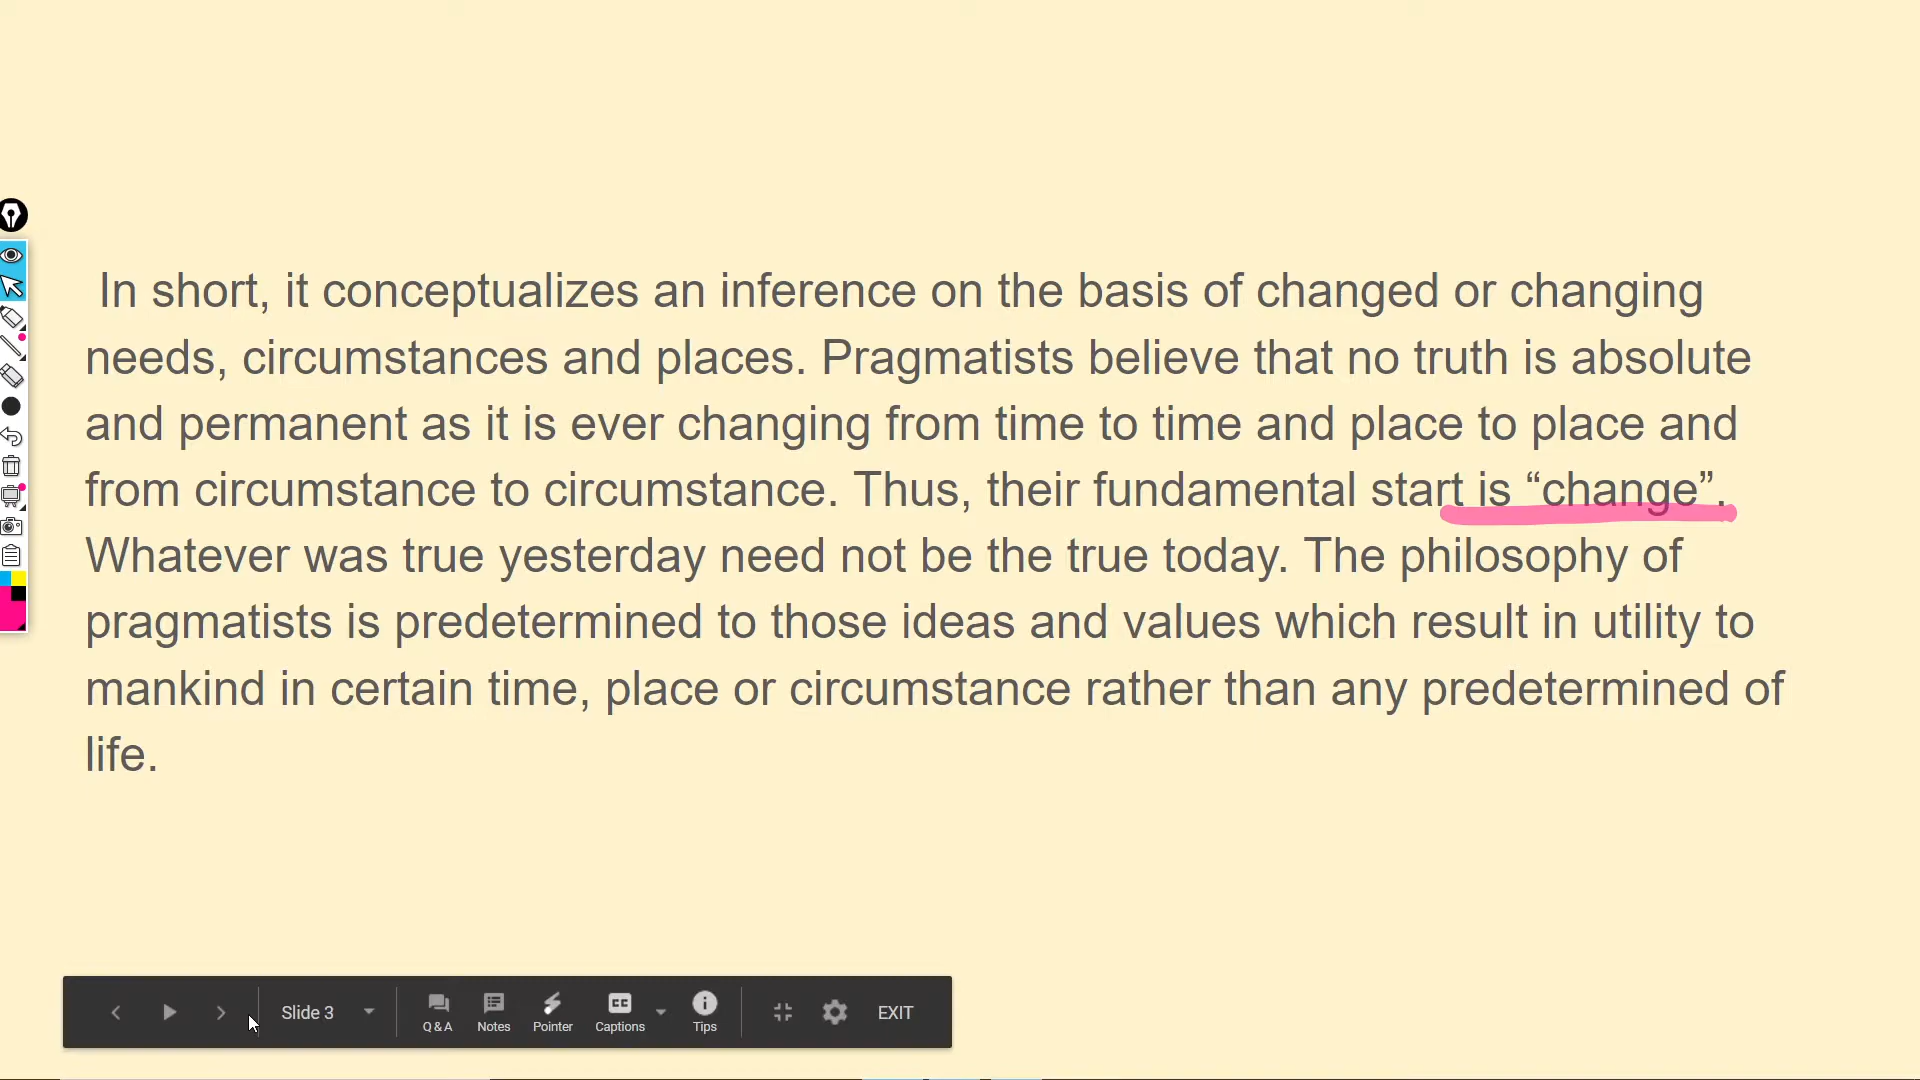 In short, it conceptualizes an inference on the basis of changed or changing
needs, circumstances and places. Pragmatists believe that no truth is absolute
and permanent as it is ever changing from time to time and place to place and
from circumstance to circumstance. Thus, their fundamental start is “change”.
Whatever was true yesterday need not be the true today. The philosophy of
pragmatists is predetermined to those ideas and values which result in utility to
mankind in certain time, place or circumstance rather than any predetermined of
life.
Slide 3
Q & A
Notes
Pointer
CC
Captions
Tips
EXIT